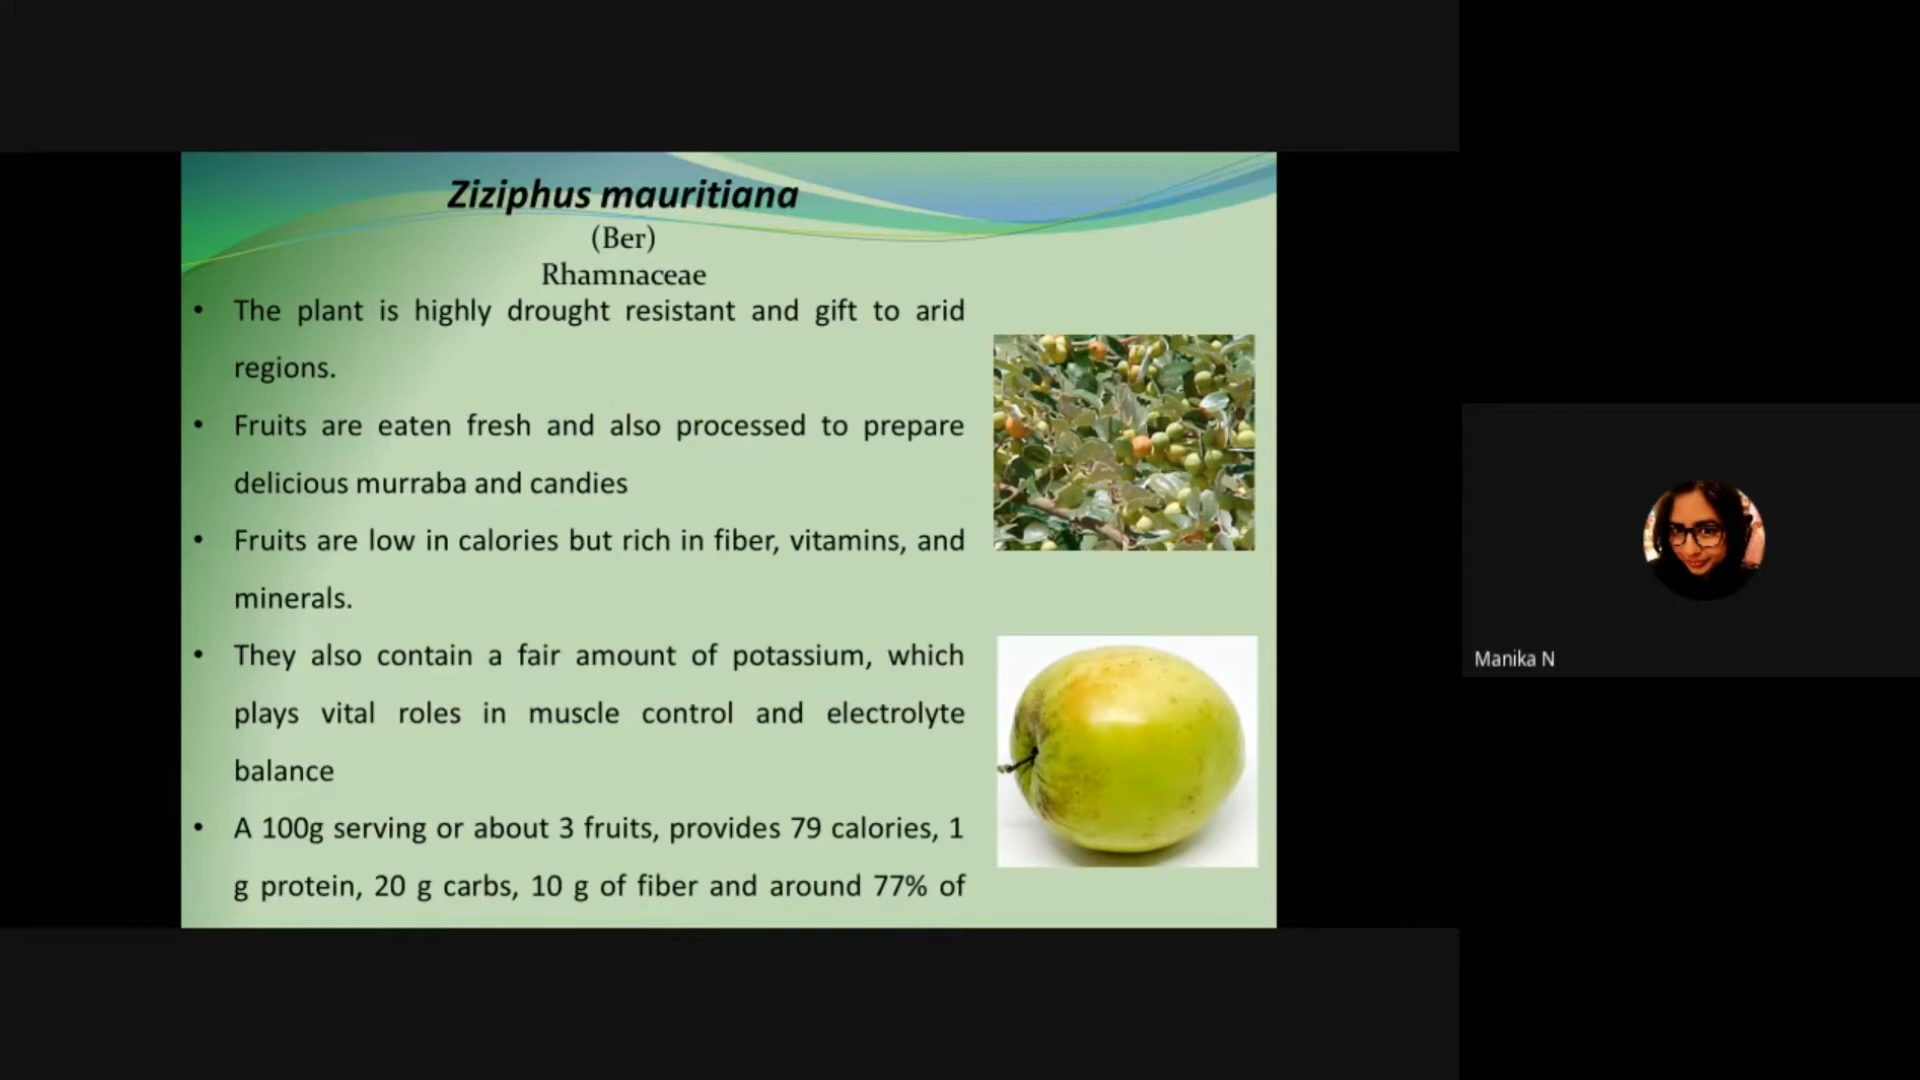 Ziziphus mauritiana
(Ber)
Rhamnaceae
• The plant is highly drought resistant and gift to arid
regions.
• Fruits are eaten fresh and also processed to prepare
delicious murraba and candies
• Fruits are low in calories but rich in fiber, vitamins, and
minerals.
• They also contain a fair amount of potassium, which
plays vital roles in muscle control and electrolyte
balance
• A 100g serving or about 3 fruits, provides 79 calories, 1
g protein, 20 g carbs, 10 g of fiber and around 77% of
Manika N